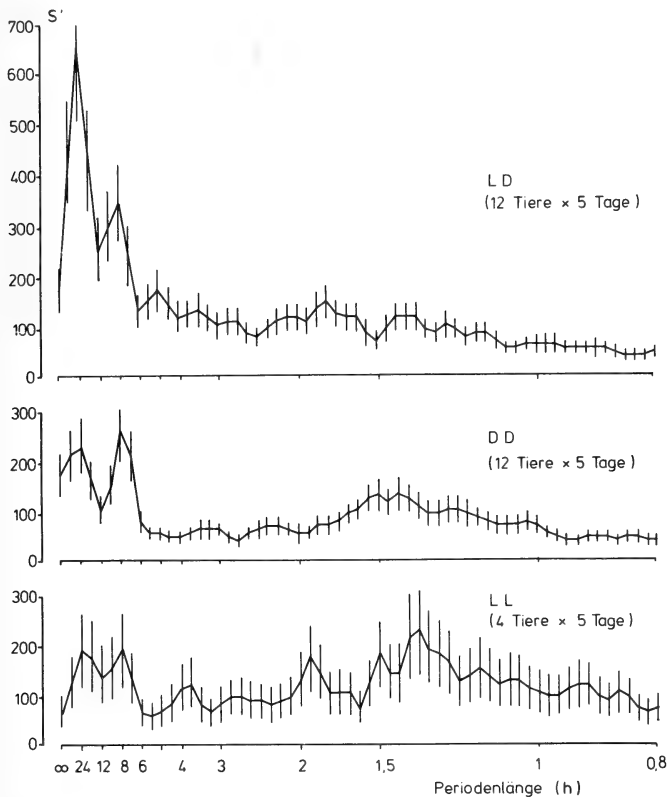 S'
700
600
500
400
300
200
100
0
L D
(12 Tiere × 5 Tage)
300
200
100
0
D D
(12 Tiere × 5 Tage)
300
200
100
0
L L
(4 Tiere × 5 Tage)
∞ 24 12 8 6 4 3 2 1,5 1 0,8
Periodenlänge (h)